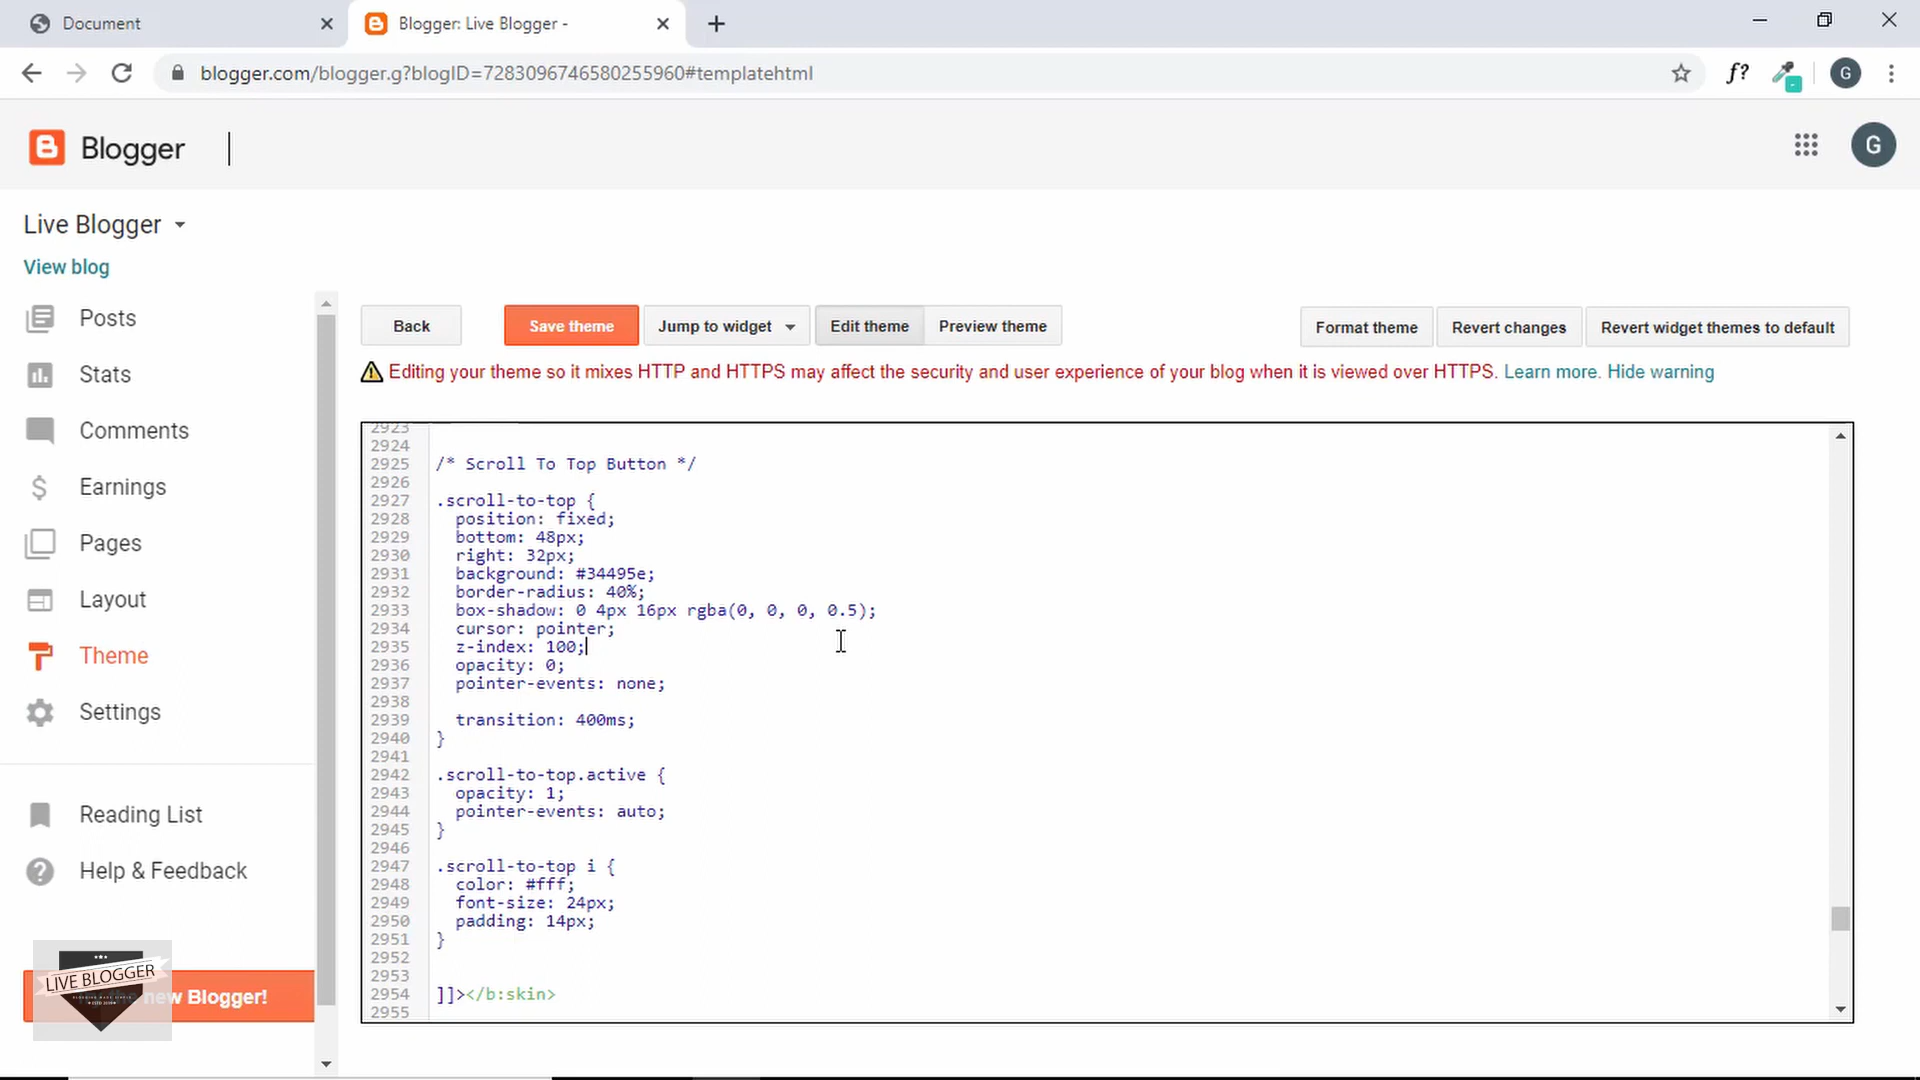 Document
Blogger: Live Blogger -
blogger.com/blogger.g?blogID=7283096746580255960#templatehtml
f?
G
Blogger
G
Live Blogger
View blog
Posts
Stats
Comments
Earnings
Pages
Layout
Theme
Settings
Reading List
Help & Feedback
new Blogger!
LIVE BLOGGER
Back
Save theme
Jump to widget
Edit theme
Preview theme
Format theme
Revert changes
Revert widget themes to default
Editing your theme so it mixes HTTP and HTTPS may affect the security and user experience of your blog when it is viewed over HTTPS. Learn more. Hide warning
2923
2924
2925 /* Scroll To Top Button */
2926
2927 .scroll-to-top {
2928 position: fixed;
2929 bottom: 48px;
2930 right: 32px;
2931 background: #34495e;
2932 border-radius: 40%;
2933 box-shadow: 0 4px 16px rgba(0, 0, 0, 0.5);
2934 cursor: pointer;
2935 z-index: 100;
2936 opacity: 0;
2937 pointer-events: none;
2938
2939 transition: 400ms;
2940 }
2941
2942 .scroll-to-top.active {
2943 opacity: 1;
2944 pointer-events: auto;
2945 }
2946
2947 .scroll-to-top i {
2948 color: #fff;
2949 font-size: 24px;
2950 padding: 14px;
2951 }
2952
2953
2954 ]]></b:skin>
2955